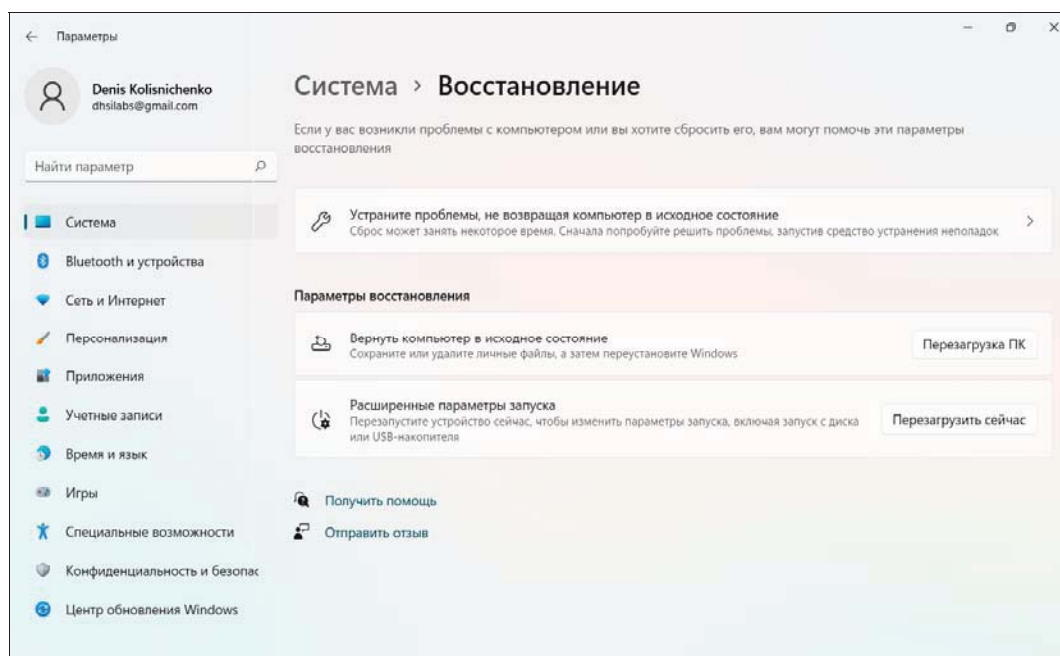 Параметры
Denis Kolisnichenko
dhsilabs@gmail.com
Найти параметр
Система
Bluetooth и устройства
Сеть и Интернет
Персонализация
Приложения
Учетные записи
Время и язык
Игры
Специальные возможности
Конфиденциальность и безопас
Центр обновления Windows
Система > Восстановление
Если у вас возникли проблемы с компьютером или вы хотите сбросить его, вам могут помочь эти параметры
восстановления
Устраните проблемы, не возвращая компьютер в исходное состояние
Сброс может занять некоторое время. Сначала попробуйте решить проблемы, запустив средство устранения неполадок
Параметры восстановления
Вернуть компьютер в исходное состояние
Сохраните или удалите личные файлы, а затем переустановите Windows
Перезагрузка ПК
Расширенные параметры запуска
Перезапустите устройство сейчас, чтобы изменить параметры запуска, включая запуск с диска
или USB-накопителя
Перезагрузить сейчас
Получить помощь
Отправить отзыв